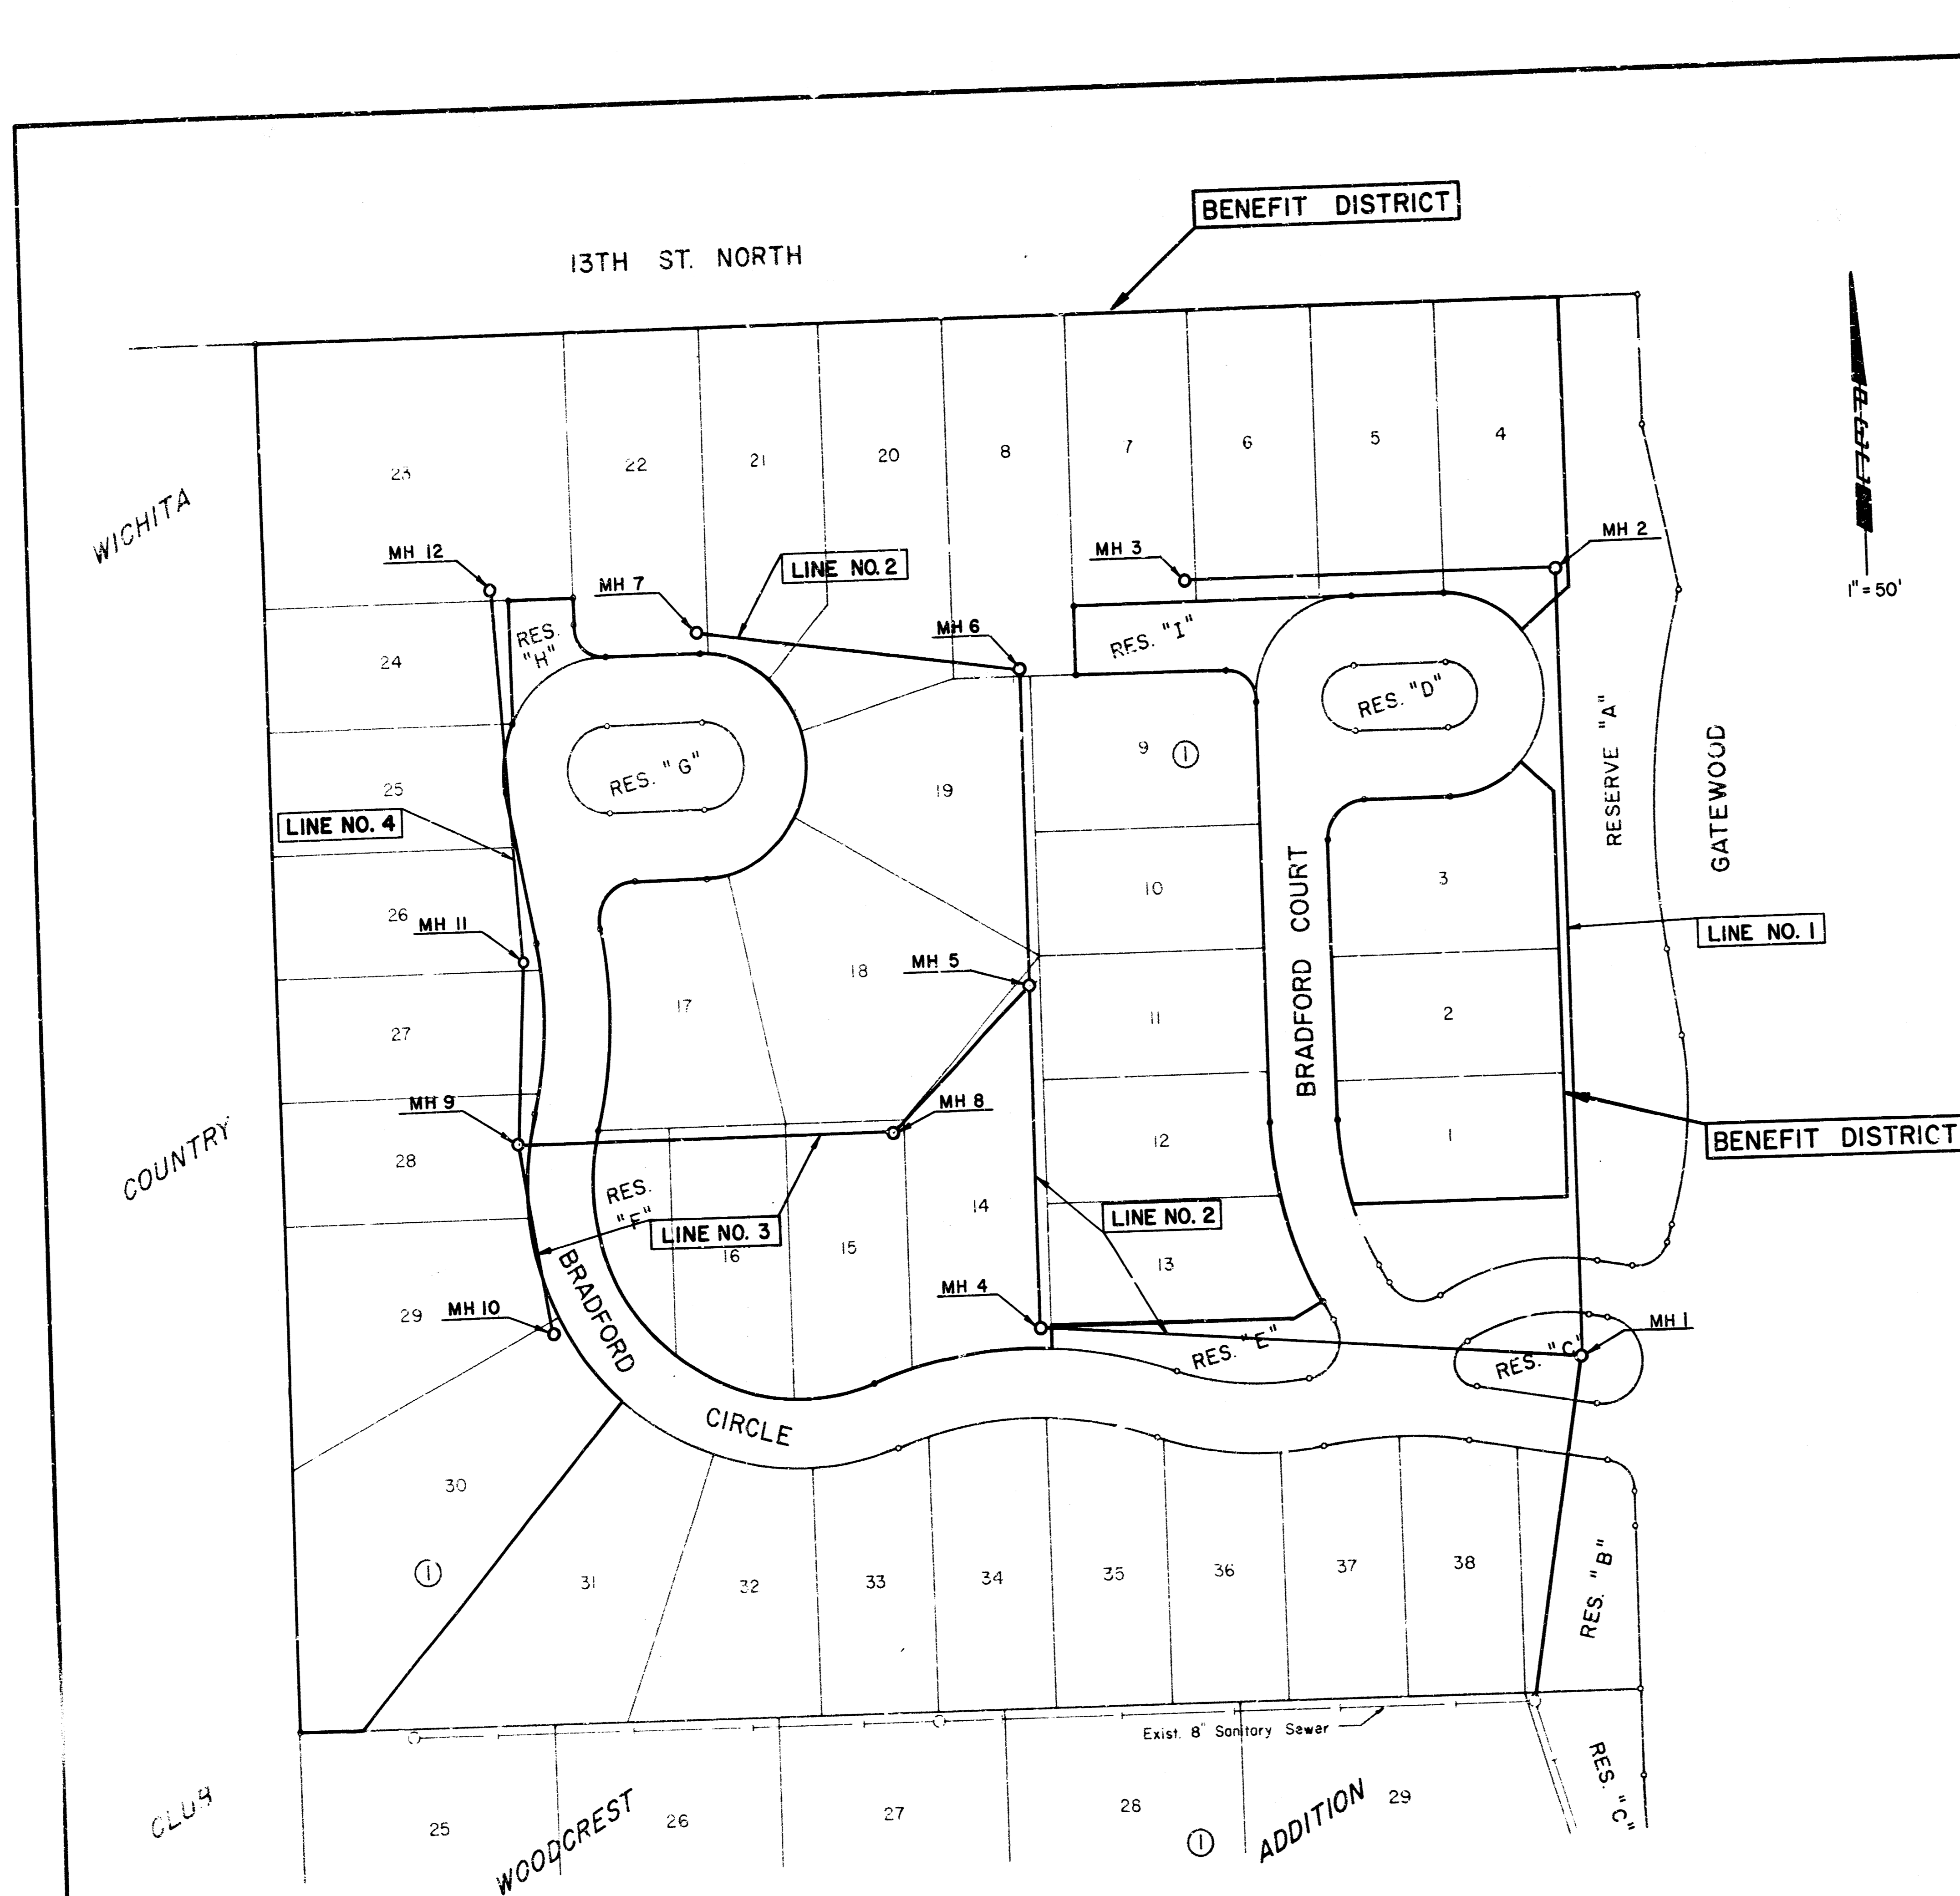 BENEFIT DISTRICT
13TH ST. NORTH
23
22
21
20
8
7
6
5
4
WICHITA
MH 12
MH 7
LINE NO. 2
MH 3
MH 2
1" = 50'
MH 6
RES. "H"
RES. "I"
24
RES. "D"
RESERVE "A"
GATEWOOD
9
1
RES. "G"
25
19
LINE NO. 4
10
3
26
MH 11
BRADFORD COURT
LINE NO. 1
18
MH 5
17
27
11
2
MH 9
MH 8
COUNTRY
28
12
1
BENEFIT DISTRICT
RES.
"F"
14
LINE NO. 2
LINE NO. 3
16
15
13
BRADFORD
29
MH 10
MH 4
MH 1
RES. "E"
RES. "C"
CIRCLE
30
1
31
32
33
34
35
36
37
38
RES. "B"
Exist. 8" Sanitary Sewer
RES. "C"
CLUB
25
WOODCREST
26
27
28
1
ADDITION
29